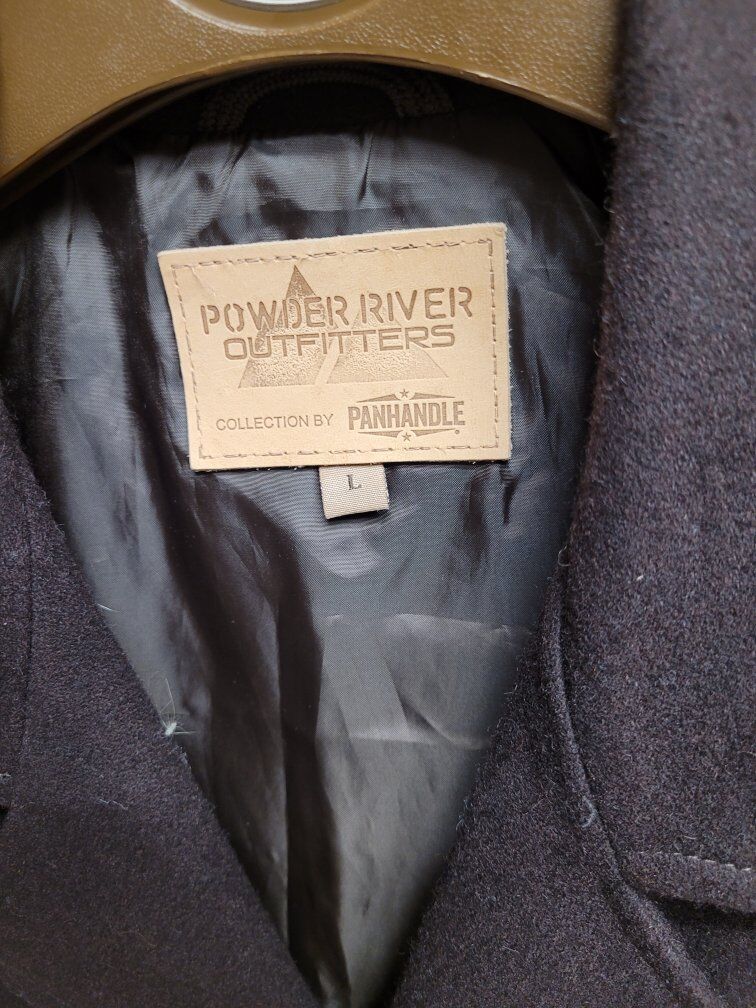 POWDER RIVER
OUTFITTERS
COLLECTION BY PANHANDLE
L